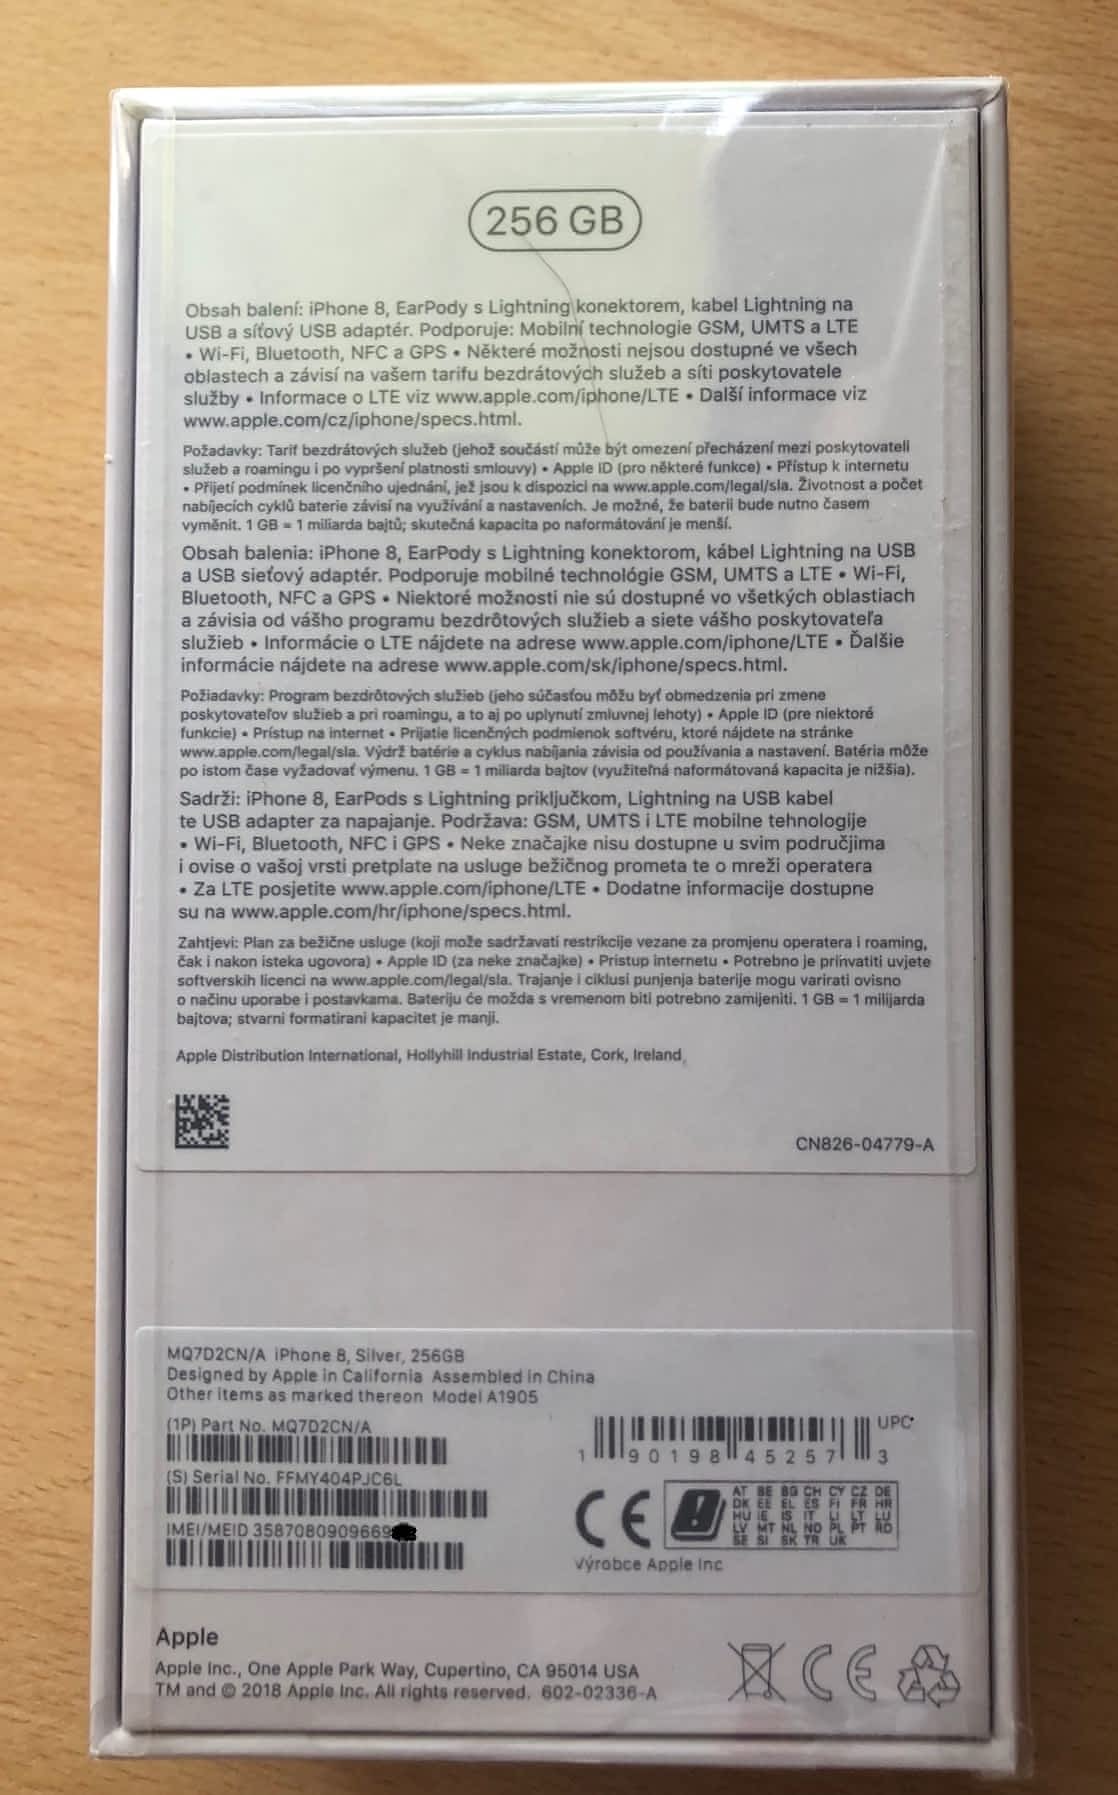 256 GB
Obsah balení: iPhone 8, EarPody s Lightning konektorem, kabel Lightning na
USB a síťový USB adaptér. Podporuje: Mobilní technologie GSM, UMTS a LTE
• Wi-Fi, Bluetooth, NFC a GPS • Některé možnosti nejsou dostupné ve všech
oblastech a závisí na vašem tarifu bezdrátových služeb a síti poskytovatele
služby • Informace o LTE viz www.apple.com/iphone/LTE • Další informace viz
www.apple.com/cz/iphone/specs.html.
Požadavky: Tarif bezdrátových služeb (jehož součástí může být omezení přecházení mezi poskytovateli
služeb a roamingu i po vypršení platnosti smlouvy) • Apple ID (pro některé funkce) • Přístup k internetu
• Přijetí podmínek licenčního ujednání, jež jsou k dispozici na www.apple.com/legal/sla. Životnost a počet
nabíjecích cyklů baterie závisí na využívání a nastaveních. Je možné, že baterii bude nutno časem
vyměnit. 1 GB = 1 miliarda bajtů; skutečná kapacita po naformátování je menší.
Obsah balenia: iPhone 8, EarPody s Lightning konektorom, kábel Lightning na USB
a USB sieťový adaptér. Podporuje mobilné technológie GSM, UMTS a LTE • Wi-Fi,
Bluetooth, NFC a GPS • Niektoré možnosti nie sú dostupné vo všetkých oblastiach
a závisia od vášho programu bezdrôtových služieb a siete vášho poskytovateľa
služieb • Informácie o LTE nájdete na adrese www.apple.com/iphone/LTE • Ďalšie
informácie nájdete na adrese www.apple.com/sk/iphone/specs.html.
Požiadavky: Program bezdrôtových služieb (jeho súčasťou môžu byť obmedzenia pri zmene
poskytovateľov služieb a pri roamingu, a to aj po uplynutí zmluvnej lehoty) • Apple ID (pre niektoré
funkcie) • Prístup na internet • Prijatie licenčných podmienok softvéru, ktoré nájdete na stránke
www.apple.com/legal/sla. Výdrž batérie a cyklus nabíjania závisia od používania a nastavení. Batéria môže
po istom čase vyžadovať výmenu. 1 GB = 1 miliarda bajtov (využiteľná naformátovaná kapacita je nižšia).
Sadrži: iPhone 8, EarPods s Lightning priključkom, Lightning na USB kabel
te USB adapter za napajanje. Podržava: GSM, UMTS i LTE mobilne tehnologije
• Wi-Fi, Bluetooth, NFC i GPS • Neke značajke nisu dostupne u svim područjima
i ovise o vašoj vrsti pretplate na usluge bežičnog prometa te o mreži operatera
• Za LTE posjetite www.apple.com/iphone/LTE • Dodatne informacije dostupne
su na www.apple.com/hr/iphone/specs.html.
Zahtjevi: Plan za bežične usluge (koji može sadržavati restrikcije vezane za promjenu operatera i roaming,
čak i nakon isteka ugovora) • Apple ID (za neke značajke) • Pristup internetu • Potrebno je prihvatiti uvjete
softverskih licenci na www.apple.com/legal/sla. Trajanje i ciklusi punjenja baterije mogu varirati ovisno
o načinu uporabe i postavkama. Bateriju će možda s vremenom biti potrebno zamijeniti. 1 GB = 1 milijarda
bajtova; stvarni formatirani kapacitet je manji.
Apple Distribution International, Hollyhill Industrial Estate, Cork, Ireland
CN826-04779-A
MQ7D2CN/A iPhone 8, Silver, 256GB
Designed by Apple in California Assembled in China
Other items as marked thereon Model A1905
(1P) Part No. MQ7D2CN/A
UPC
1 90198 45257 3
(S) Serial No. FFMY404PJC6L
IMEI/MEID 3587080909669
CE
AT BE BG CH CY CZ DE
DK EE EL ES FI FR HR
HU IE IS IT LI LT LU
LV MT NL NO PL PT RO
SE SI SK TR UK
Výrobce Apple Inc
Apple
Apple Inc., One Apple Park Way, Cupertino, CA 95014 USA
TM and © 2018 Apple Inc. All rights reserved. 602-02336-A
CE